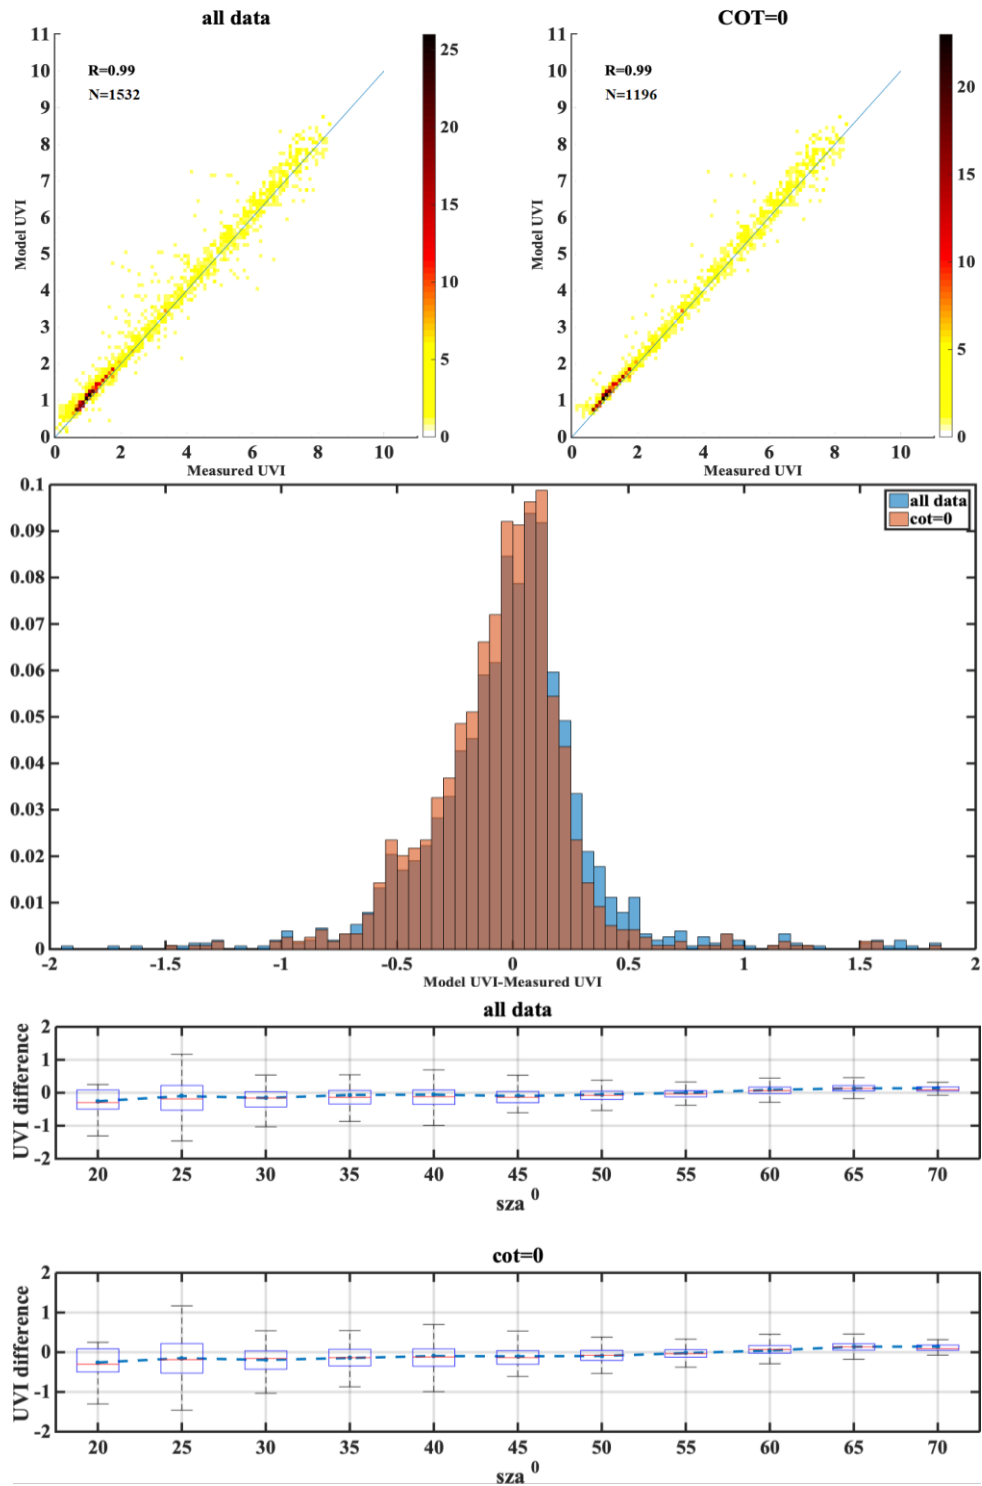 all data
COT=0
11
10
9
8
7
6
5
4
3
2
1
0
R=0.99
N=1532
Model UVI
0 2 4 6 8 10
Measured UVI
25
20
15
10
5
0
11
10
9
8
7
6
5
4
3
2
1
0
R=0.99
N=1196
Model UVI
0 2 4 6 8 10
Measured UVI
20
15
10
5
0
0.1
0.09
0.08
0.07
0.06
0.05
0.04
0.03
0.02
0.01
0
all data
cot=0
-2 -1.5 -1 -0.5 0 0.5 1 1.5 2
Model UVI-Measured UVI
all data
UVI difference
2
1
0
-1
-2
20 25 30 35 40 45 50 55 60 65 70
sza 0
cot=0
UVI difference
2
1
0
-1
-2
20 25 30 35 40 45 50 55 60 65 70
sza 0